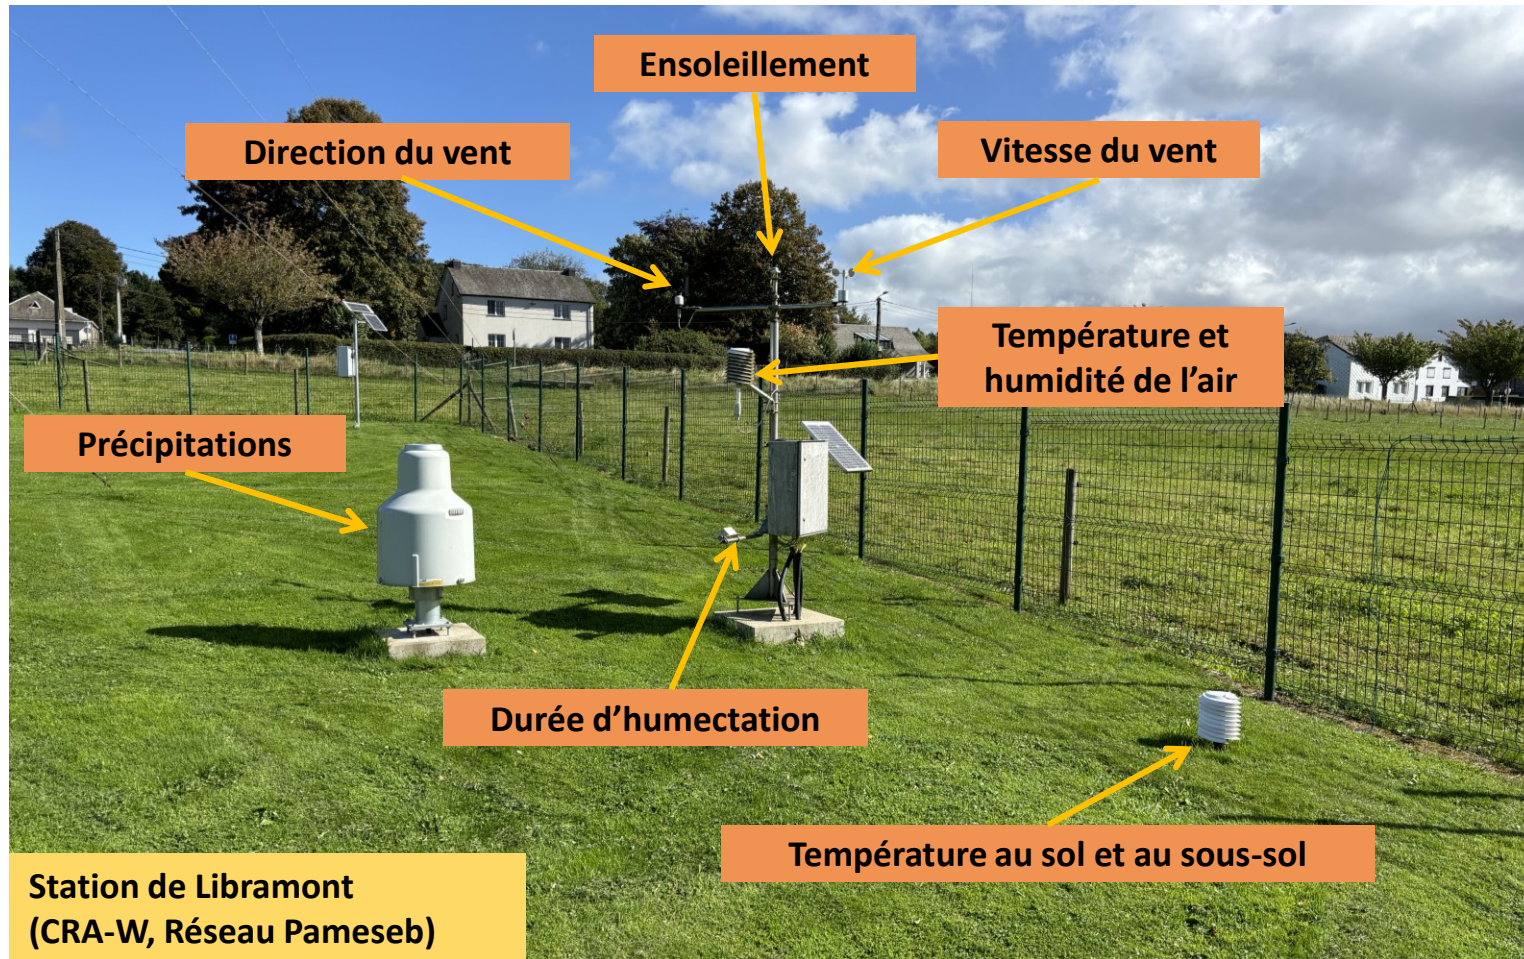 Ensoleillement
Direction du vent
Vitesse du vent
Température et
humidité de l’air
Précipitations
Durée d’humectation
Température au sol et au sous-sol
Station de Libramont
(CRA-W, Réseau Pameseb)